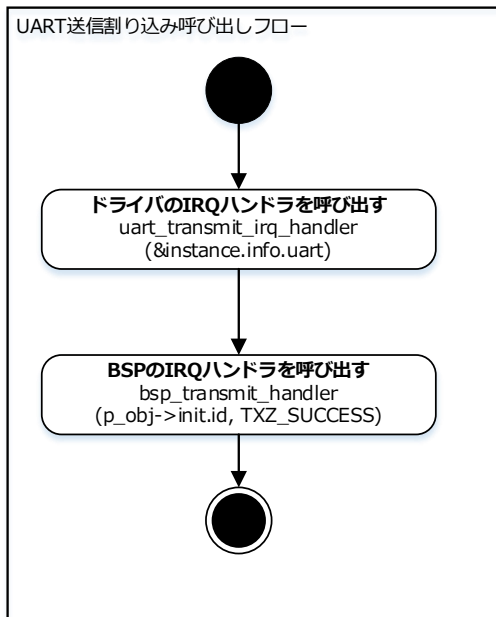 UART送信割り込み呼び出しフロー
ドライバのIRQハンドラを呼び出す
uart_transmit_irq_handler
(&instance.info.uart)
BSPのIRQハンドラを呼び出す
bsp_transmit_handler
(p_obj->init.id, TXZ_SUCCESS)